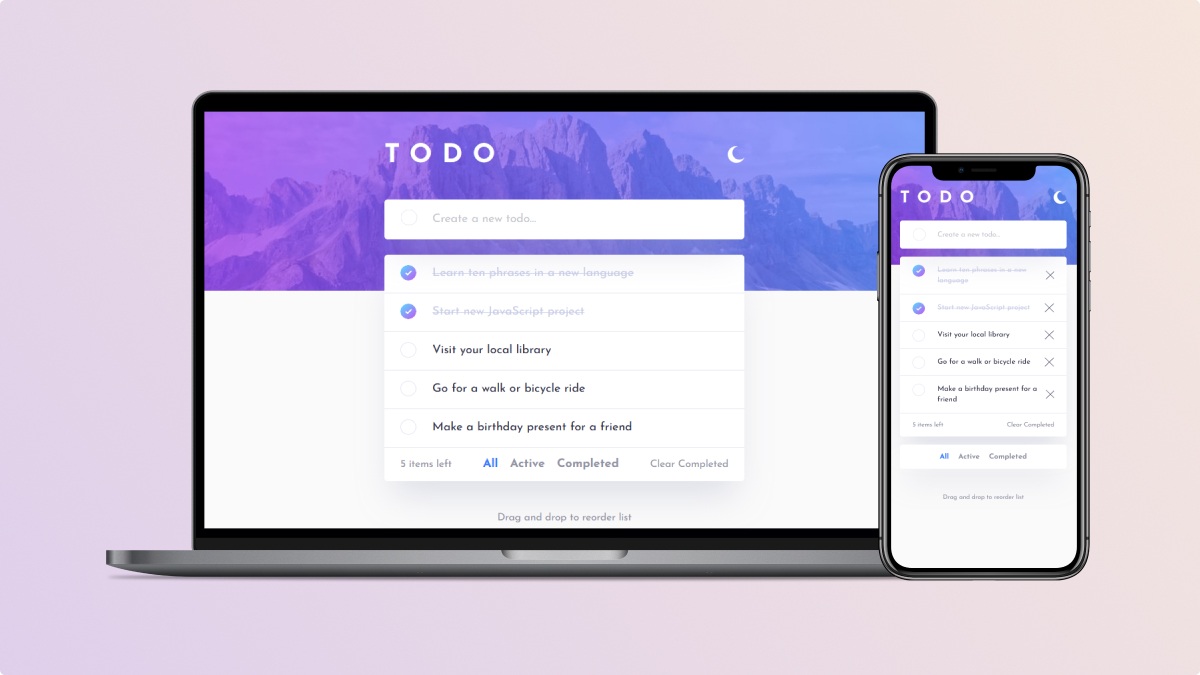 TODO
Create a new todo...
Learn ten phrases in a new language
Start new JavaScript project
Visit your local library
Go for a walk or bicycle ride
Make a birthday present for a friend
5 items left
All Active Completed
Clear Completed
Drag and drop to reorder list
TODO
Create a new todo...
Learn ten phrases in a new
language
Start new JavaScript project
Visit your local library
Go for a walk or bicycle ride
Make a birthday present for a
friend
5 items left
Clear Completed
All Active Completed
Drag and drop to reorder list